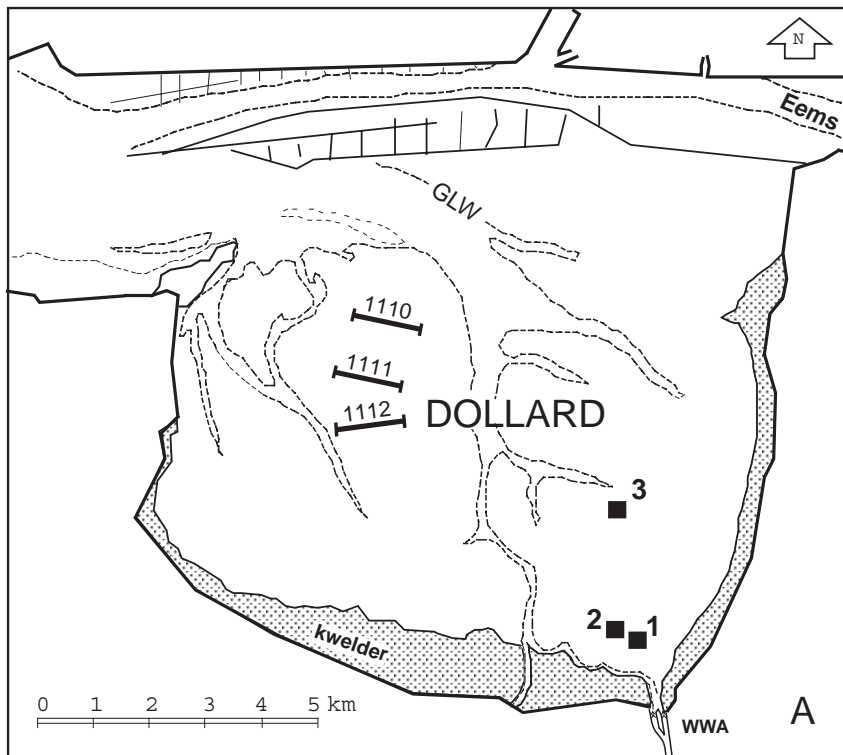 N
Eems
GLW
1110
1111
1112
DOLLARD
3
2
1
kwelder
0 1 2 3 4 5 km
WWA
A